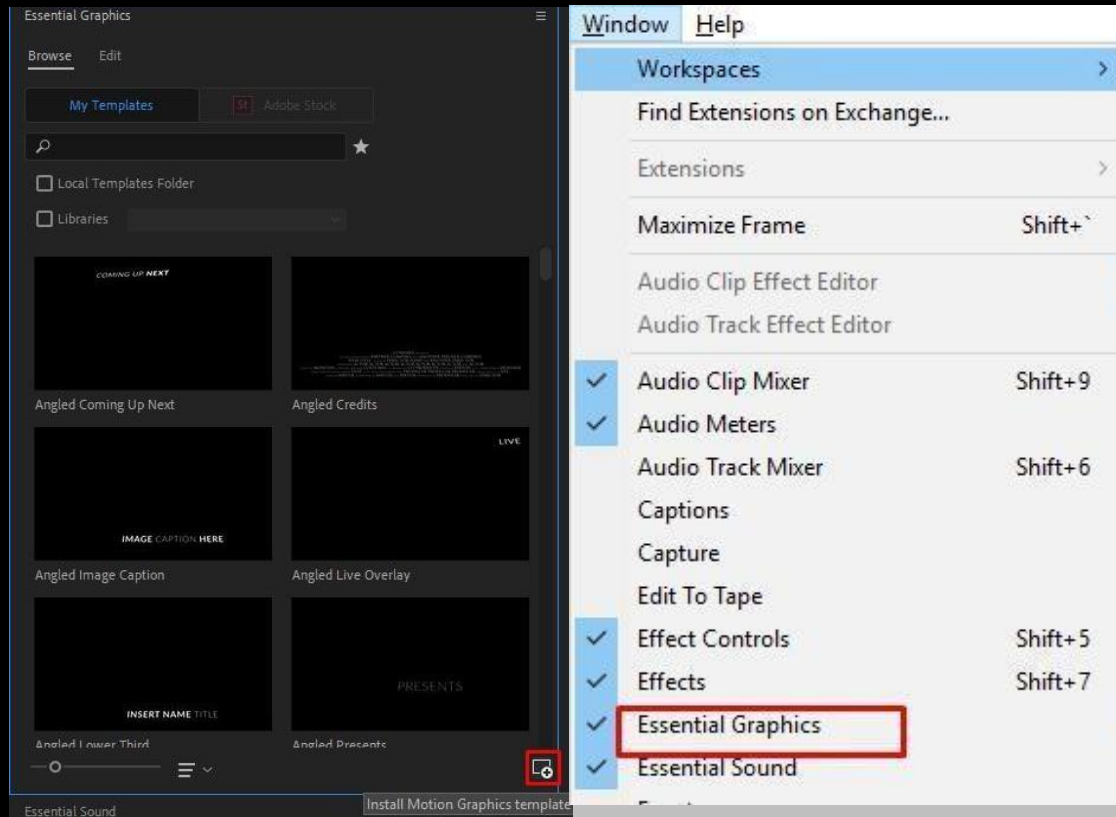 Essential Graphics
Browse Edit
My Templates St Adobe Stock
Local Templates Folder
Libraries
COMING UP NEXT
Angled Coming Up Next Angled Credits
LIVE
IMAGE CAPTION HERE
Angled Image Caption Angled Live Overlay
PRESENTS
INSERT NAME TITLE
Angled Lower Third Angled Presents
Install Motion Graphics template
Essential Sound
Window Help
Workspaces
Find Extensions on Exchange...
Extensions
Maximize Frame Shift+`
Audio Clip Effect Editor
Audio Track Effect Editor
Audio Clip Mixer Shift+9
Audio Meters
Audio Track Mixer Shift+6
Captions
Capture
Edit To Tape
Effect Controls Shift+5
Effects Shift+7
Essential Graphics
Essential Sound